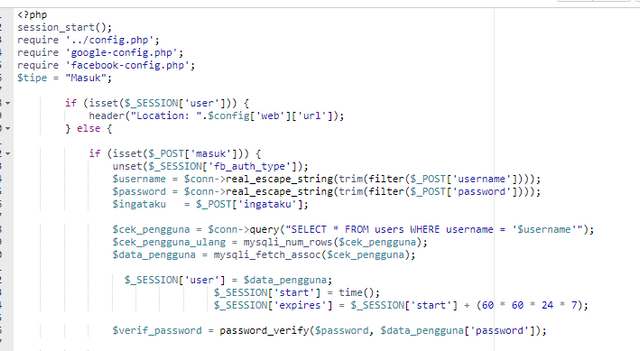 <?php
session_start();
require '../config.php';
require 'google-config.php';
require 'facebook-config.php';
$tipe = "Masuk";
if (isset($_SESSION['user'])) {
header("Location: ".$config['web']['url']);
} else {
if (isset($_POST['masuk'])) {
unset($_SESSION['fb_auth_type']);
$username = $conn->real_escape_string(trim(filter($_POST['username'])));
$password = $conn->real_escape_string(trim(filter($_POST['password'])));
$ingataku = $_POST['ingataku'];
$cek_pengguna = $conn->query("SELECT * FROM users WHERE username = '$username'");
$cek_pengguna_ulang = mysqli_num_rows($cek_pengguna);
$data_pengguna = mysqli_fetch_assoc($cek_pengguna);
$_SESSION['user'] = $data_pengguna;
$_SESSION['start'] = time();
$_SESSION['expires'] = $_SESSION['start'] + (60 * 60 * 24 * 7);
$verif_password = password_verify($password, $data_pengguna['password']);